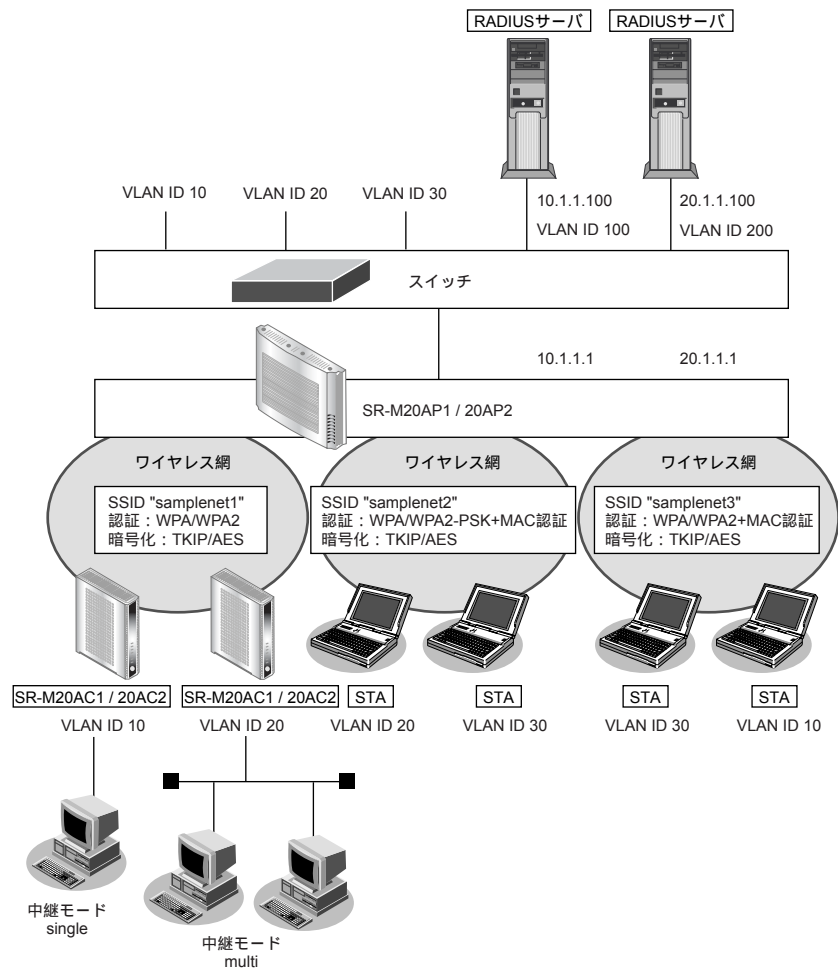 RADIUSサーバ
RADIUSサーバ
VLAN ID 10
VLAN ID 20
VLAN ID 30
10.1.1.100
VLAN ID 100
20.1.1.100
VLAN ID 200
スイッチ
10.1.1.1
20.1.1.1
SR-M20AP1 / 20AP2
ワイヤレス網
SSID "samplenet1"
認証：WPA/WPA2
暗号化：TKIP/AES
ワイヤレス網
SSID "samplenet2"
認証：WPA/WPA2-PSK+MAC認証
暗号化：TKIP/AES
ワイヤレス網
SSID "samplenet3"
認証：WPA/WPA2+MAC認証
暗号化：TKIP/AES
SR-M20AC1 / 20AC2
VLAN ID 10
SR-M20AC1 / 20AC2
VLAN ID 20
STA
VLAN ID 20
STA
VLAN ID 30
STA
VLAN ID 30
STA
VLAN ID 10
中継モード
single
中継モード
multi